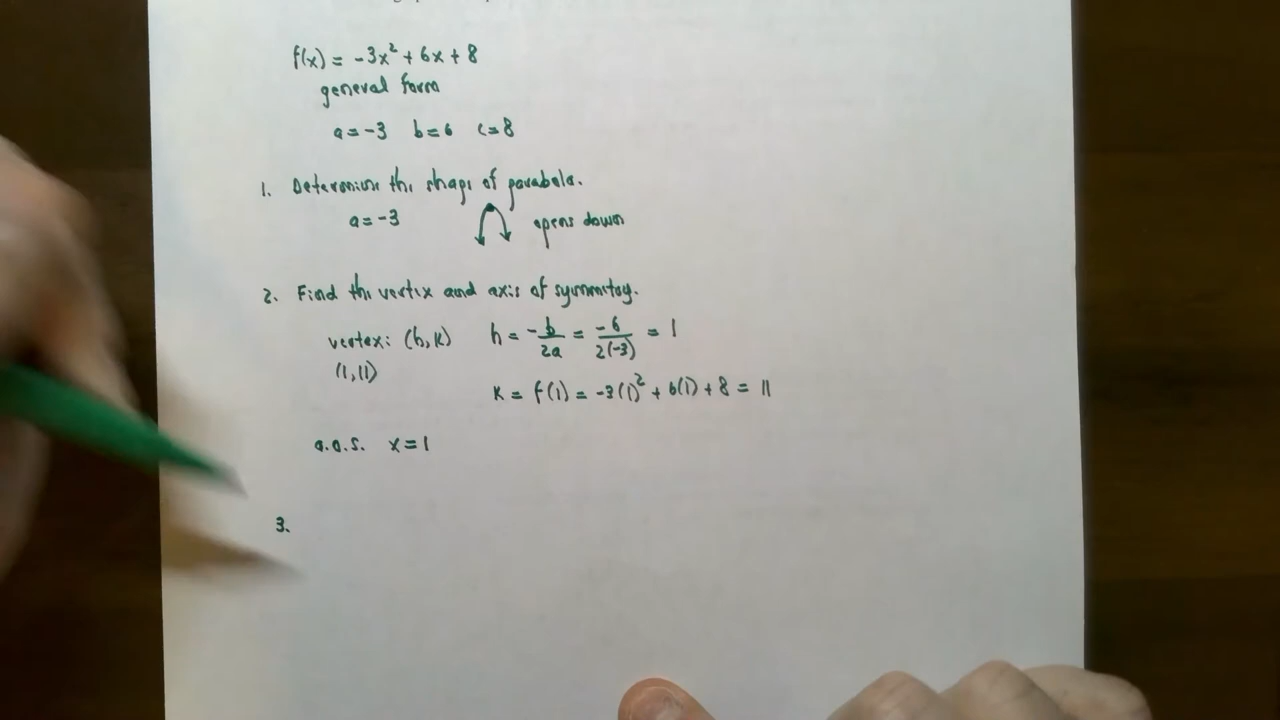 f(x) = -3x² + 6x + 8
general form
a = -3 b = 6 c = 8
1. Determine the shape of parabola.
a = -3 opens down
2. Find the vertex and axis of symmetry.
vertex: (h, k) h = -b/2a = -6/2(-3) = 1
(1, 11)
k = f(1) = -3(1)² + 6(1) + 8 = 11
a.o.s. x = 1
3.